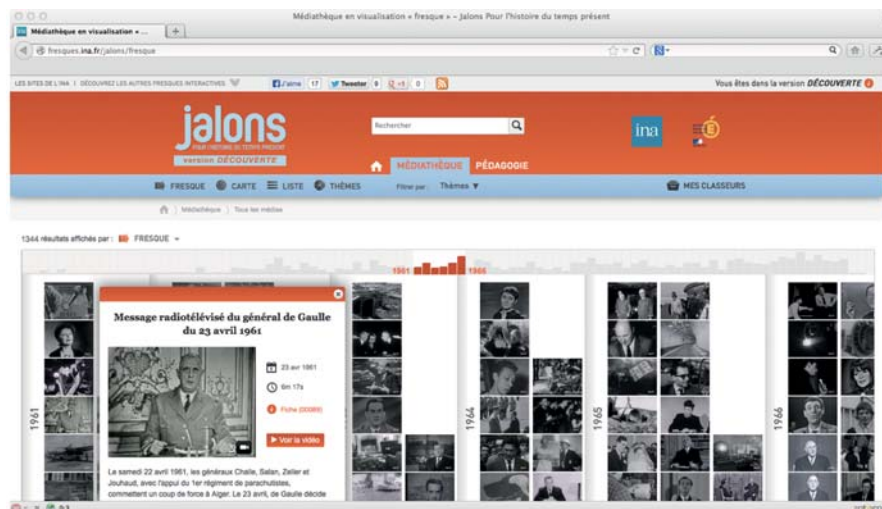 Médiathèque en visualisation « fresque » – Jalons Pour l'histoire du temps présent
Médiathèque en visualisation « ...
fresques.ina.fr/jalons/fresque
LES SITES DE L'INA | DÉCOUVREZ LES AUTRES FRESQUES INTERACTIVES
J'aime 17 Tweeter 9 +1 0
Vous êtes dans la version DÉCOUVERTE
jalons
POUR L'HISTOIRE DU TEMPS PRÉSENT
version DÉCOUVERTE
Rechercher
ina
MÉDIATHÈQUE PÉDAGOGIE
FRESQUE CARTE LISTE THÈMES Filtrer par : Thèmes ▼ MES CLASSEURS
Médiathèque Tous les médias
1344 résultats affichés par : FRESQUE
1961 1966
1961
1964
1965
1966
Message radiotélévisé du général de Gaulle
du 23 avril 1961
23 avr 1961
6m 17s
Fiche
Voir la vidéo
Le samedi 22 avril 1961, les généraux Challe, Salan, Zeller et
Jouhaud, avec l'appui du 1er régiment de parachutistes,
commettent un coup de force à Alger. Le 23 avril, de Gaulle décide